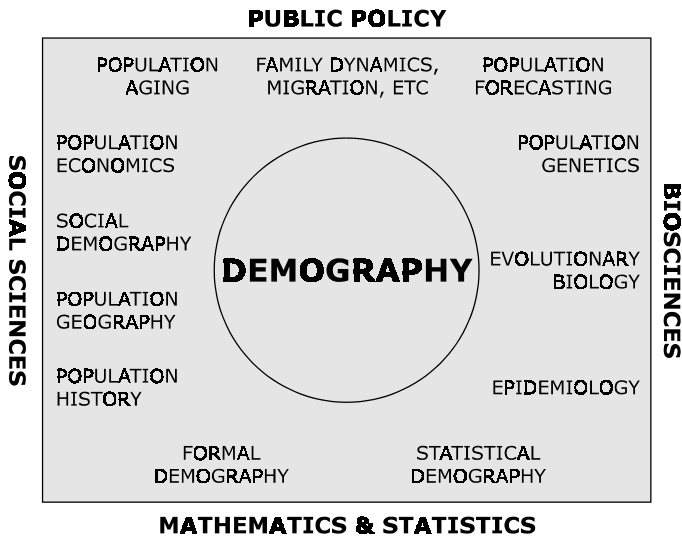 PUBLIC POLICY
POPULATION
AGING
FAMILY DYNAMICS,
MIGRATION, ETC
POPULATION
FORECASTING
SOCIAL SCIENCES
POPULATION
ECONOMICS
SOCIAL
DEMOGRAPHY
POPULATION
GEOGRAPHY
POPULATION
HISTORY
DEMOGRAPHY
POPULATION
GENETICS
EVOLUTIONARY
BIOLOGY
EPIDEMIOLOGY
BIOSCIENCES
FORMAL
DEMOGRAPHY
STATISTICAL
DEMOGRAPHY
MATHEMATICS & STATISTICS